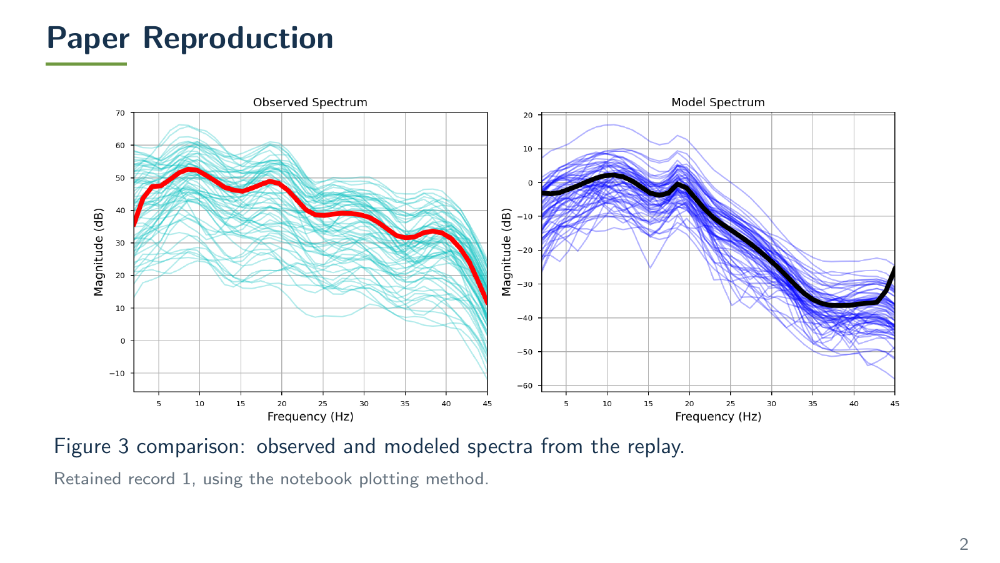 Paper Reproduction
Observed Spectrum
70
60
50
40
30
20
10
0
−10
Magnitude (dB)
5 10 15 20 25 30 35 40 45
Frequency (Hz)
Model Spectrum
20
10
0
−10
−20
−30
−40
−50
−60
Magnitude (dB)
5 10 15 20 25 30 35 40 45
Frequency (Hz)
Figure 3 comparison: observed and modeled spectra from the replay.
Retained record 1, using the notebook plotting method.
2